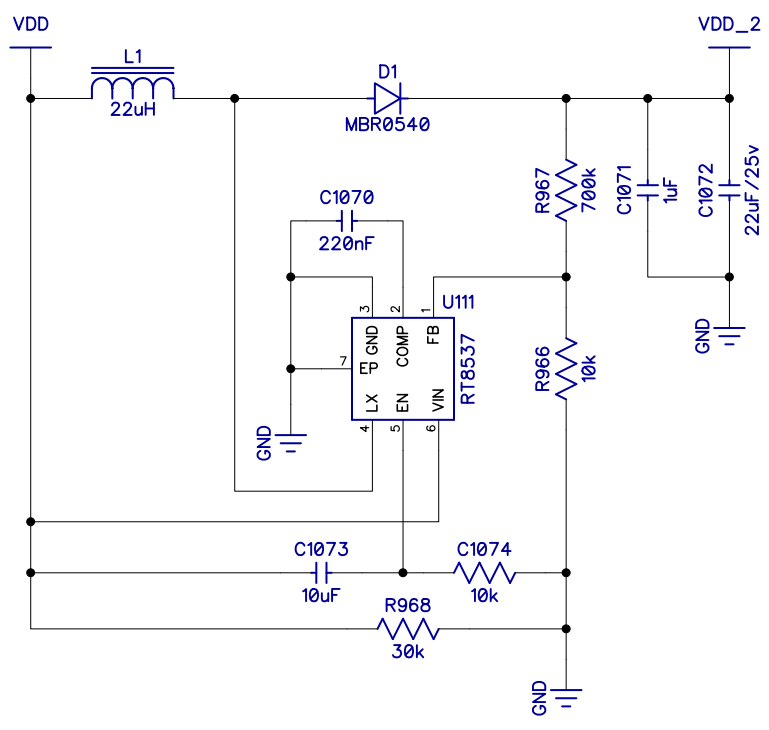 VDD
VDD_2
L1
22uH
D1
MBR0540
R967
700k
C1071
1uF
C1072
22uF/25v
C1070
220nF
U111
RT8537
3
2
1
GND
COMP
FB
7
EP
LX
EN
VIN
4
5
6
R966
10k
GND
GND
C1073
10uF
C1074
10k
R968
30k
GND